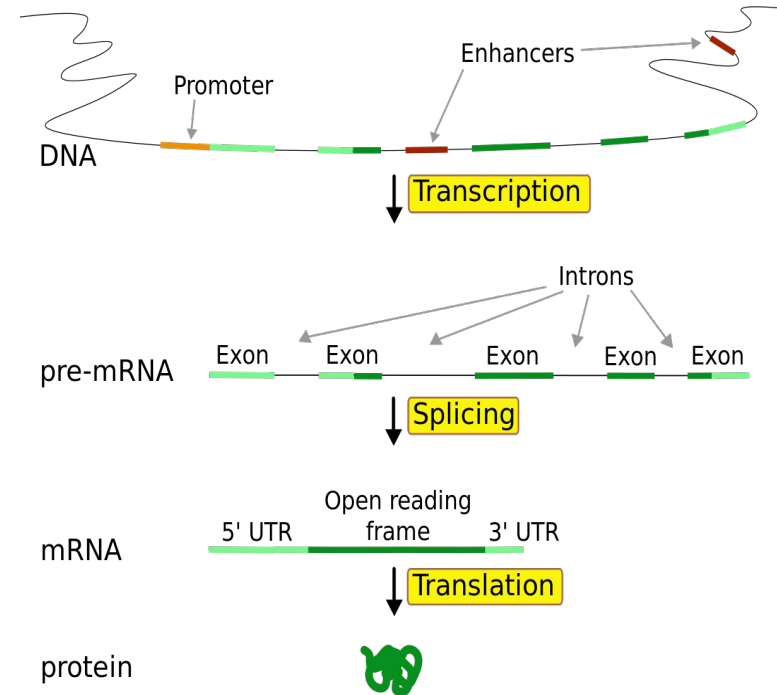 Enhancers
Promoter
DNA
Transcription
Introns
Exon Exon Exon Exon Exon
pre-mRNA
Splicing
Open reading
frame
5' UTR 3' UTR
mRNA
Translation
protein